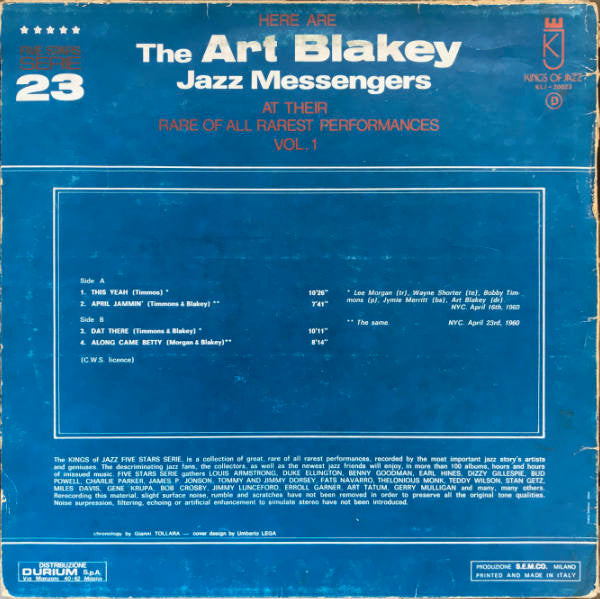 HERE ARE
The Art Blakey
Jazz Messengers
AT THEIR
RARE OF ALL RAREST PERFORMANCES
VOL. 1
FIVE STARS
SERIE
23
KJ
KINGS OF JAZZ
KLJ - 20023
D
Side A
1. THIS YEAH (Timmos) * 10'26"
2. APRIL JAMMIN' (Timmons & Blakey) ** 7'41"
Side B
3. DAT THERE (Timmons & Blakey) * 10'11"
4. ALONG CAME BETTY (Morgan & Blakey) ** 8'14"
(C.W.S. licence)
* Lee Morgan (tr), Wayne Shorter (te), Bobby Tim-
mons (p), Jymie Merritt (ba), Art Blakey (dr)
NYC. April 16th, 1960
** The same. NYC. April 23rd, 1960
The KINGS of JAZZ FIVE STARS SERIE, is a collection of great, rare of all rarest performances, recorded by the most important jazz story's artists
and geniuses. The descriminating jazz fans, the collectors, as well as the newest jazz friends will enjoy, in more than 100 albums, hours and hours
of inissued music. FIVE STARS SERIE gathers LOUIS ARMSTRONG, DUKE ELLINGTON, BENNY GOODMAN, EARL HINES, DIZZY GILLESPIE, BUD
POWELL, CHARLIE PARKER, JAMES P. JONSON, TOMMY AND JIMMY DORSEY, FATS NAVARRO, THELONIOUS MONK, TEDDY WILSON, STAN GETZ,
MILES DAVIS, GENE KRUPA, BOB CROSBY, JIMMY LUNCEFORD, ERROLL GARNER, ART TATUM, GERRY MULLIGAN and many, many others.
Rerecording this material, slight surface noise, rumble and scratches have not been removed in order to preserve all the original tone qualities.
Noise surpression, filtering, echoing or artificial enhancement to simulate stereo have not been introduced.
chronology by Gianni TOLLARA — cover design by Umberto LEGA
DISTRIBUZIONE
DURIUM S.p.A.
Via Manzoni 40-42 Milano
PRODUZIONE S.E.M.CO. MILANO
PRINTED AND MADE IN ITALY